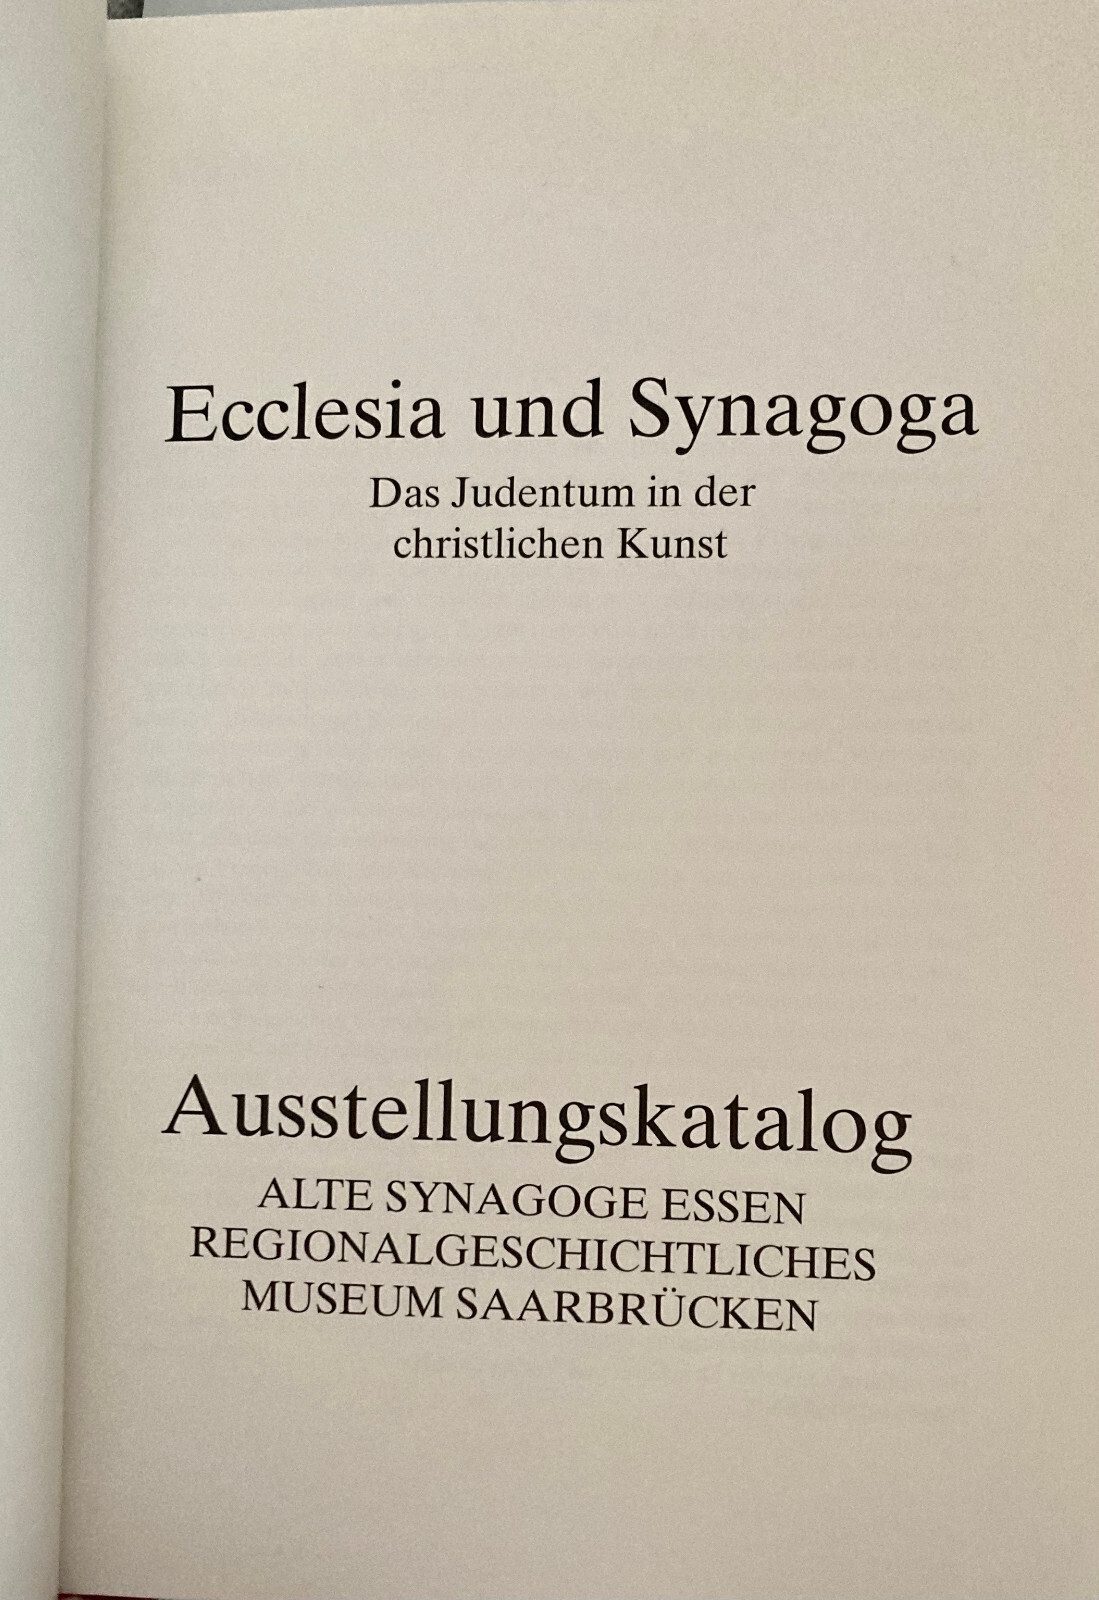 Ecclesia und Synagoga
Das Judentum in der
christlichen Kunst
Ausstellungskatalog
ALTE SYNAGOGE ESSEN
REGIONALGESCHICHTLICHES
MUSEUM SAARBRÜCKEN